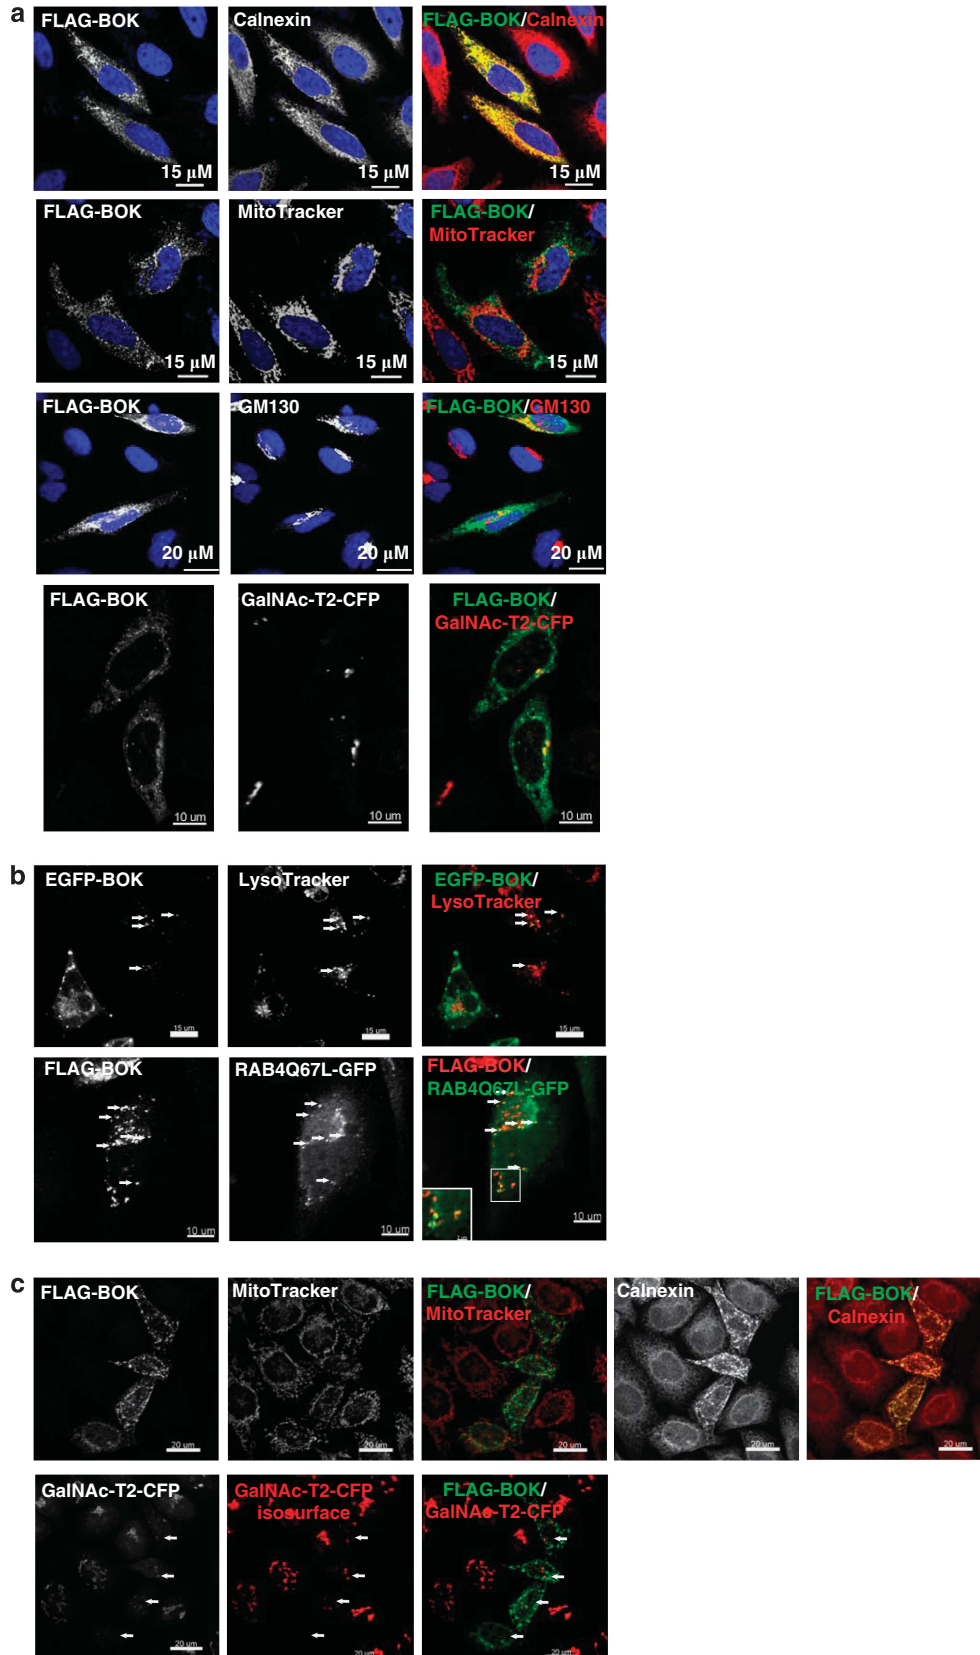 a
FLAG-BOK
Calnexin
FLAG-BOK/Calnexin
15 µM
15 µM
15 µM
FLAG-BOK
MitoTracker
FLAG-BOK/
MitoTracker
15 µM
15 µM
15 µM
FLAG-BOK
GM130
FLAG-BOK/GM130
20 µM
20 µM
20 µM
FLAG-BOK
GalNAc-T2-CFP
FLAG-BOK/
GalNAc-T2-CFP
10 um
10 um
10 um
b
EGFP-BOK
LysoTracker
EGFP-BOK/
LysoTracker
15 um
15 um
15 um
FLAG-BOK
RAB4Q67L-GFP
FLAG-BOK/
RAB4Q67L-GFP
10 um
10 um
10 um
c
FLAG-BOK
MitoTracker
FLAG-BOK/
MitoTracker
Calnexin
FLAG-BOK/
Calnexin
20 um
20 um
20 um
20 um
20 um
GalNAc-T2-CFP
GalNAc-T2-CFP
isosurface
FLAG-BOK/
GalNAc-T2-CFP
20 um
20 um
20 um